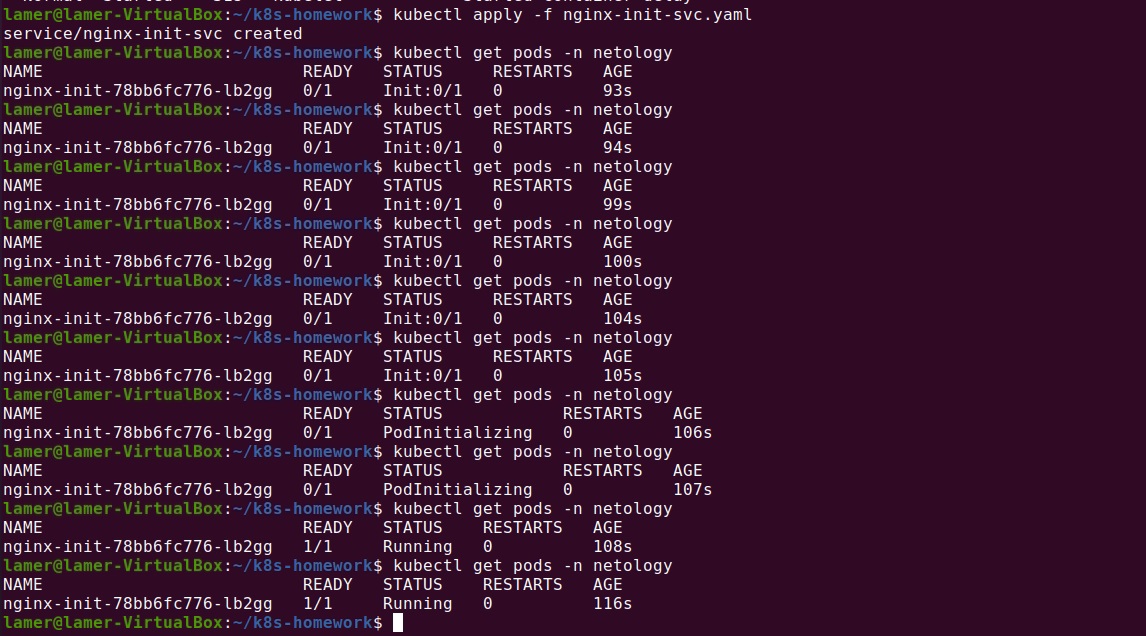 lamer@lamer-VirtualBox:~/k8s-homework$ kubectl apply -f nginx-init-svc.yaml
service/nginx-init-svc created
lamer@lamer-VirtualBox:~/k8s-homework$ kubectl get pods -n netology
NAME                          READY   STATUS     RESTARTS   AGE
nginx-init-78bb6fc776-lb2gg   0/1     Init:0/1   0          93s
lamer@lamer-VirtualBox:~/k8s-homework$ kubectl get pods -n netology
NAME                          READY   STATUS     RESTARTS   AGE
nginx-init-78bb6fc776-lb2gg   0/1     Init:0/1   0          94s
lamer@lamer-VirtualBox:~/k8s-homework$ kubectl get pods -n netology
NAME                          READY   STATUS     RESTARTS   AGE
nginx-init-78bb6fc776-lb2gg   0/1     Init:0/1   0          99s
lamer@lamer-VirtualBox:~/k8s-homework$ kubectl get pods -n netology
NAME                          READY   STATUS     RESTARTS   AGE
nginx-init-78bb6fc776-lb2gg   0/1     Init:0/1   0          100s
lamer@lamer-VirtualBox:~/k8s-homework$ kubectl get pods -n netology
NAME                          READY   STATUS     RESTARTS   AGE
nginx-init-78bb6fc776-lb2gg   0/1     Init:0/1   0          104s
lamer@lamer-VirtualBox:~/k8s-homework$ kubectl get pods -n netology
NAME                          READY   STATUS     RESTARTS   AGE
nginx-init-78bb6fc776-lb2gg   0/1     Init:0/1   0          105s
lamer@lamer-VirtualBox:~/k8s-homework$ kubectl get pods -n netology
NAME                          READY   STATUS            RESTARTS   AGE
nginx-init-78bb6fc776-lb2gg   0/1     PodInitializing   0          106s
lamer@lamer-VirtualBox:~/k8s-homework$ kubectl get pods -n netology
NAME                          READY   STATUS            RESTARTS   AGE
nginx-init-78bb6fc776-lb2gg   0/1     PodInitializing   0          107s
lamer@lamer-VirtualBox:~/k8s-homework$ kubectl get pods -n netology
NAME                          READY   STATUS    RESTARTS   AGE
nginx-init-78bb6fc776-lb2gg   1/1     Running   0          108s
lamer@lamer-VirtualBox:~/k8s-homework$ kubectl get pods -n netology
NAME                          READY   STATUS    RESTARTS   AGE
nginx-init-78bb6fc776-lb2gg   1/1     Running   0          116s
lamer@lamer-VirtualBox:~/k8s-homework$